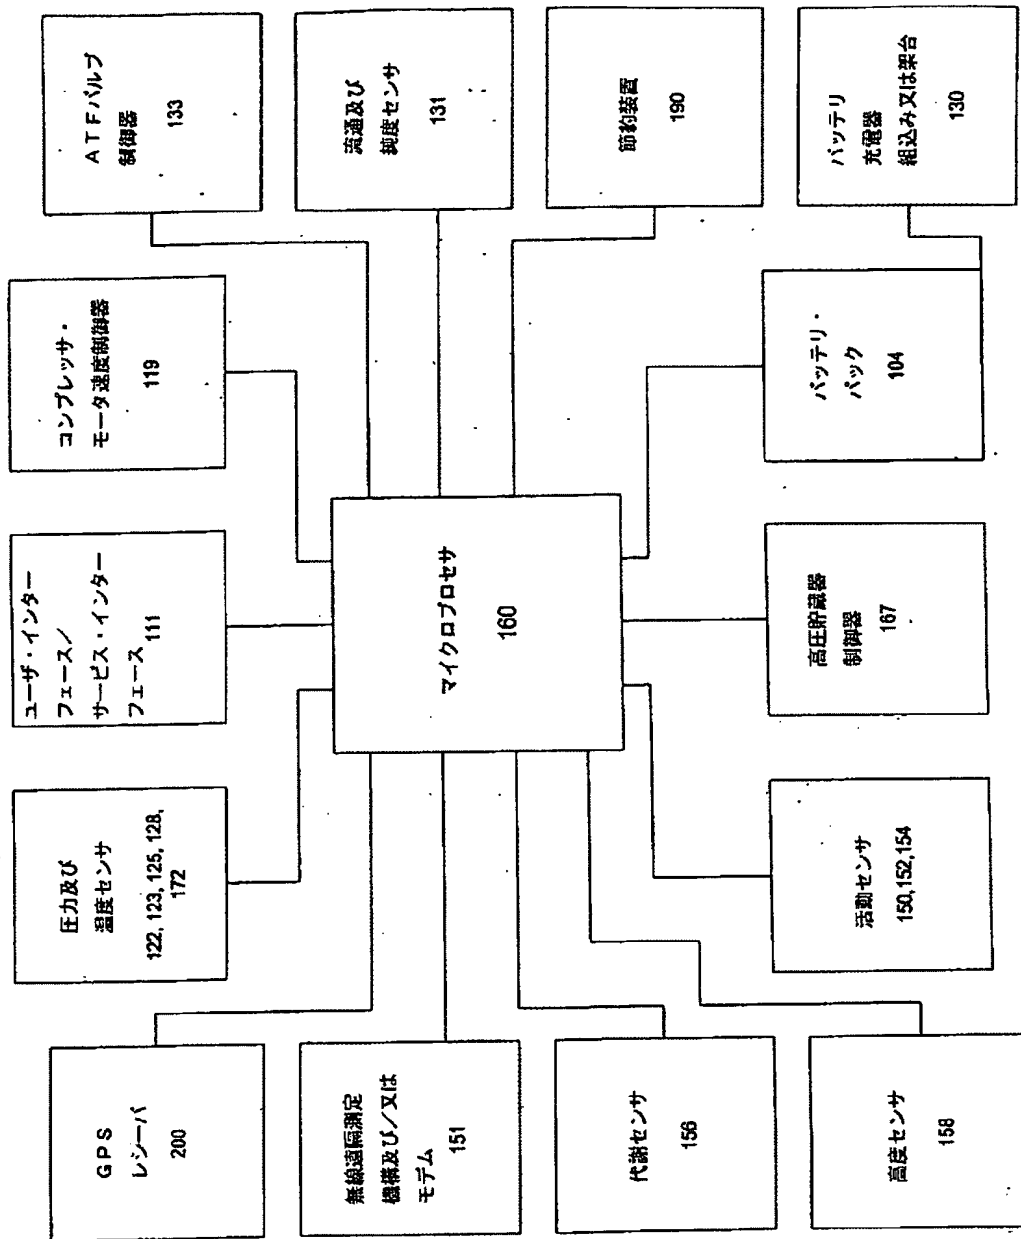 GPS
レシーバ
200
無線遠隔測定
機構及び/又は
モデム
151
代謝センサ
156
高度センサ
158
圧力及び
温度センサ
122, 123, 125, 128,
172
ユーザ・インター
フェース/
サービス・インター
フェース 111
コンプレッサ・
モータ速度制御器
119
マイクロプロセサ
160
活動センサ
150,152,154
高圧貯蔵器
制御器
167
バッテリ・
パック
104
ATFバルブ
制御器
133
流通及び
純度センサ
131
節約装置
190
バッテリ
充電器
組込み又は架台
130